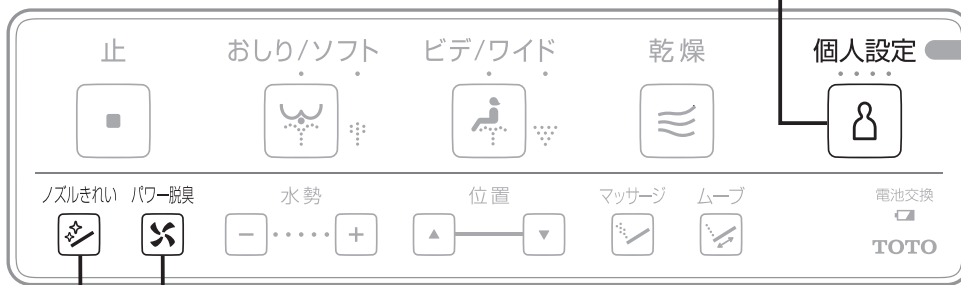 止
おしり/ソフト
ビデ/ワイド
乾燥
個人設定
ノズルきれい
パワー脱臭
水勢
位置
マッサージ
ムーブ
電池交換
− +
TOTO